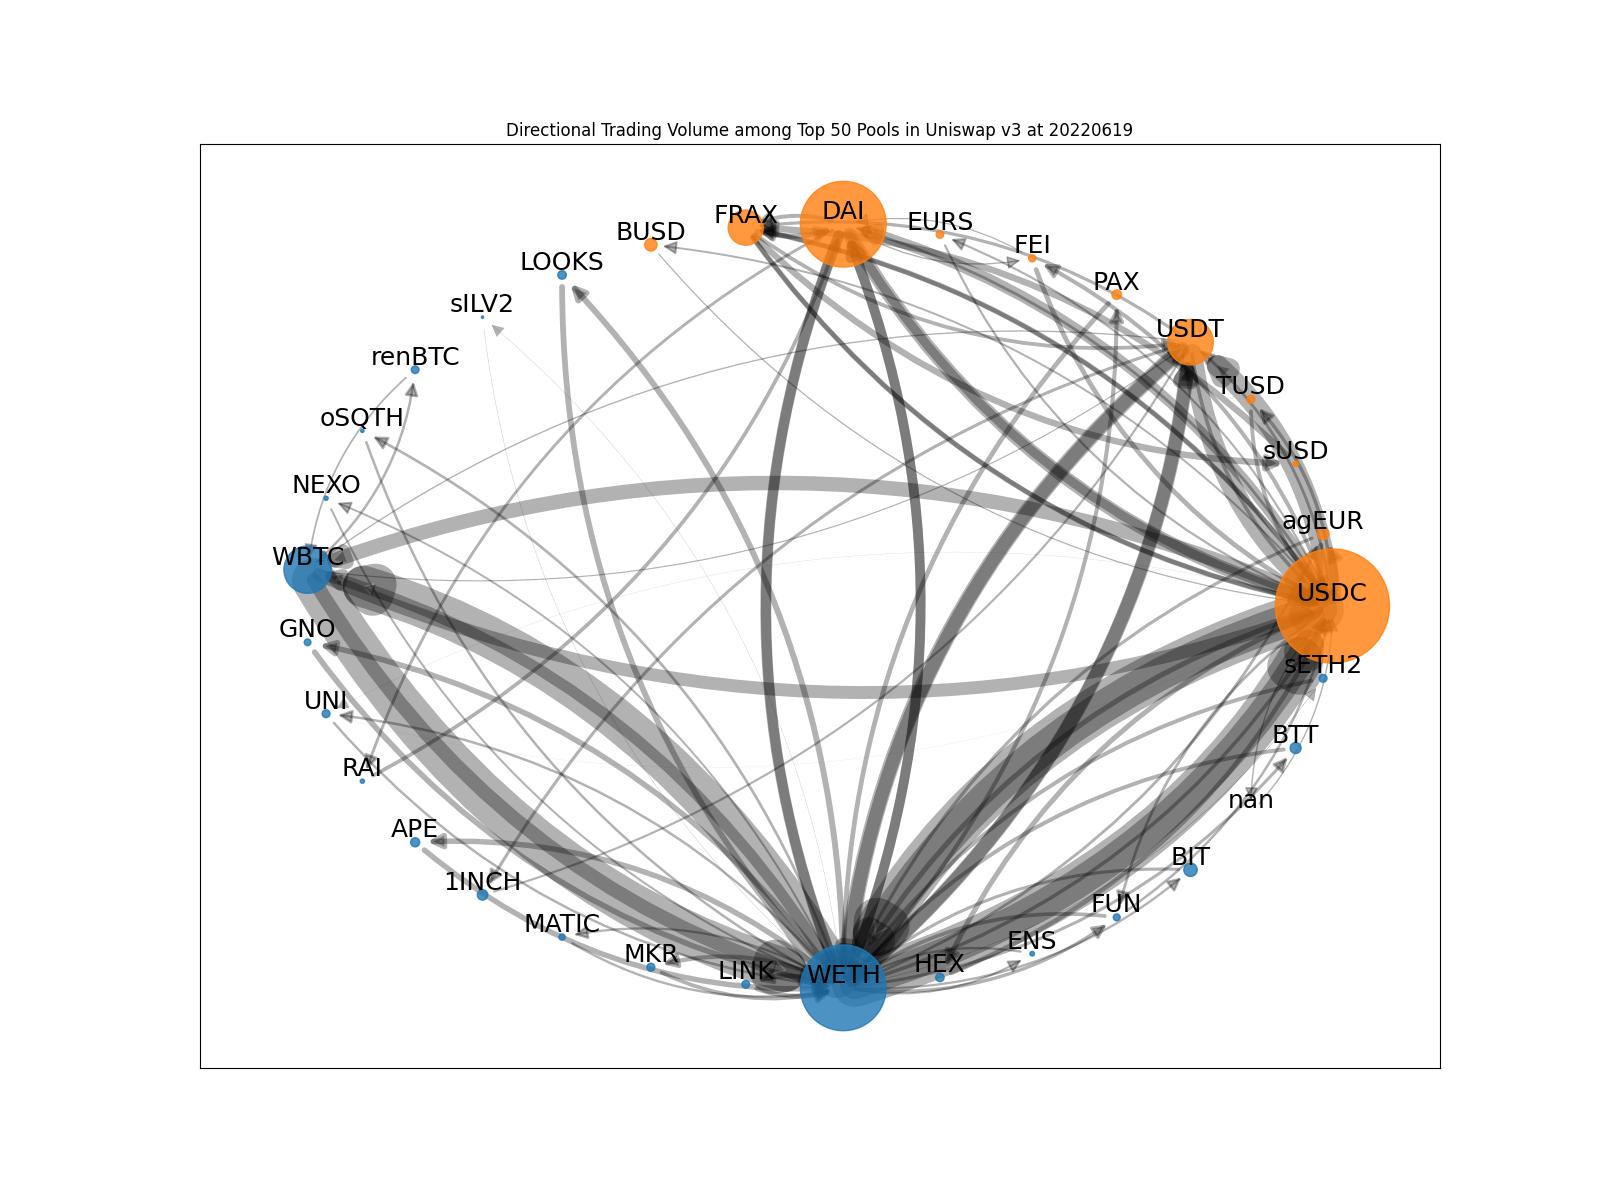 Directional Trading Volume among Top 50 Pools in Uniswap v3 at 20220619
DAI
FRAX
EURS
BUSD
FEI
LOOKS
PAX
sILV2
USDT
renBTC
TUSD
oSQTH
sUSD
NEXO
agEUR
WBTC
USDC
GNO
sETH2
UNI
BTT
RAI
nan
APE
BIT
1INCH
FUN
MATIC
ENS
MKR
HEX
LINK
WETH